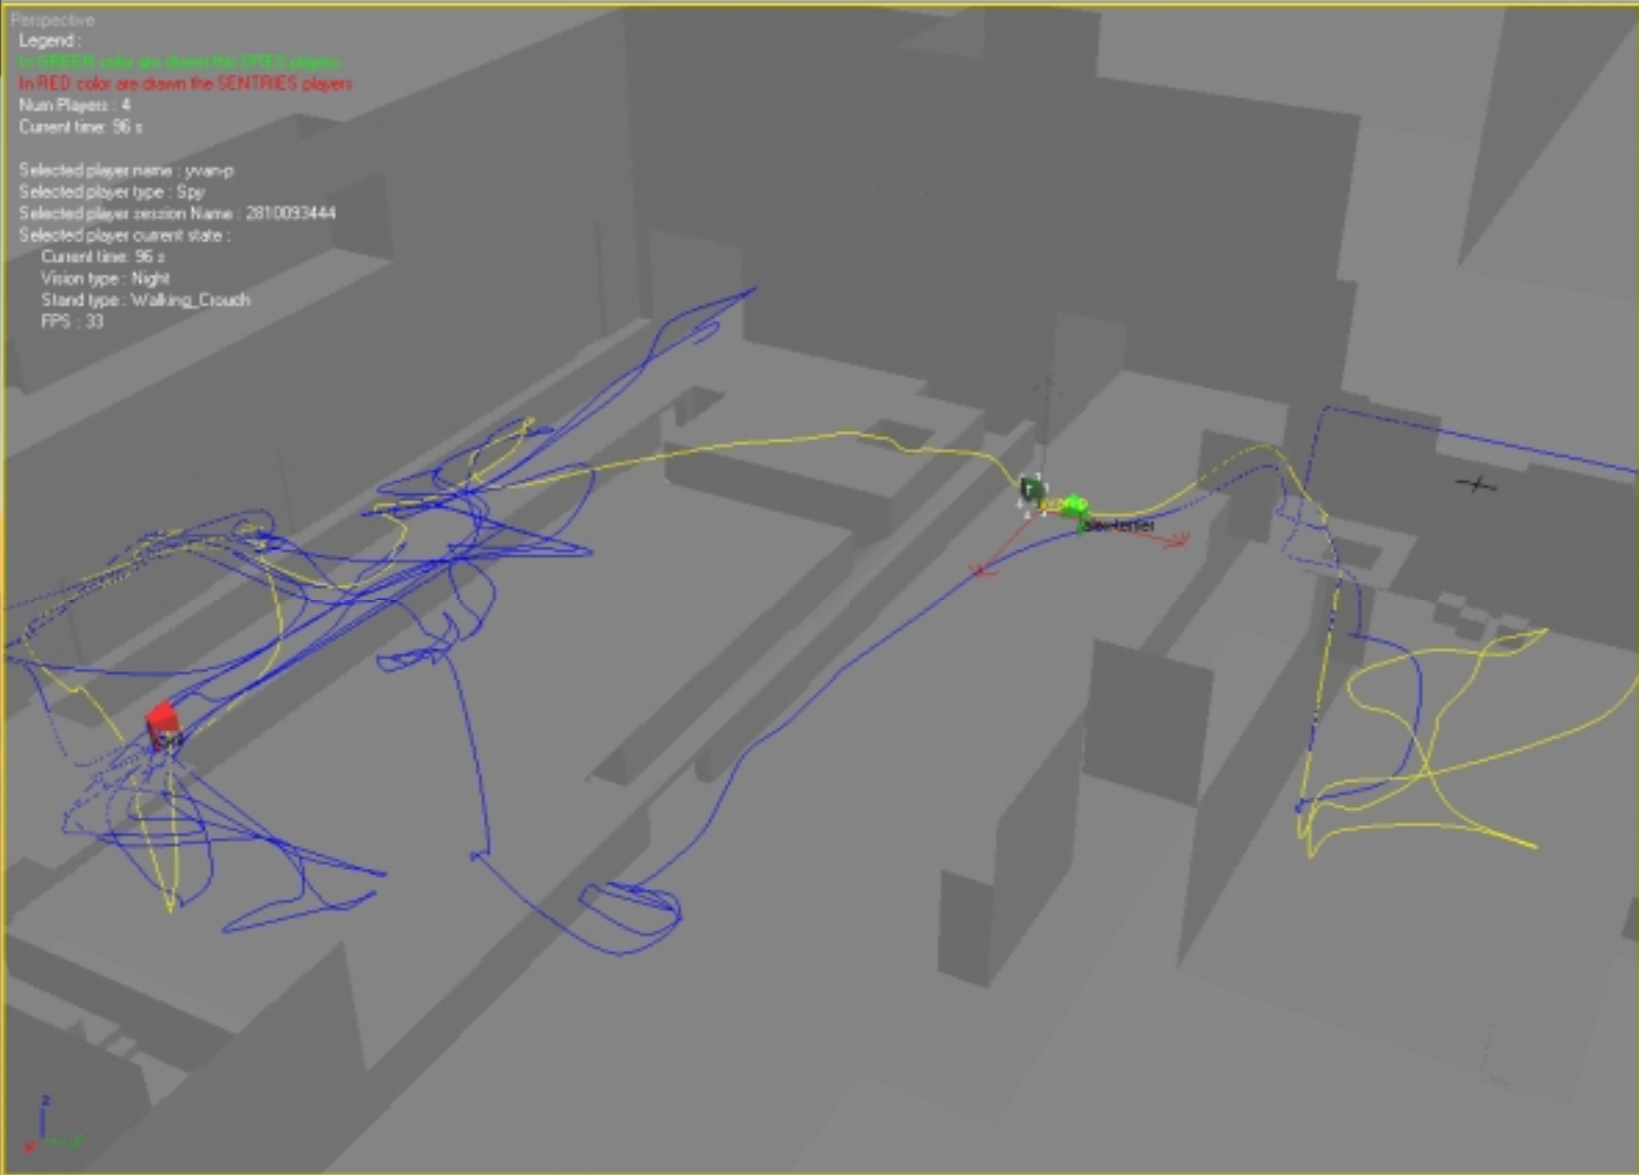 Perspective
Legend :
In GREEN color are drawn the SPIES players
In RED color are drawn the SENTRIES players
Num Players : 4
Current time: 96 s
Selected player name : yvan-p
Selected player type : Spy
Selected player session Name : 2810093444
Selected player current state :
Current time: 96 s
Vision type : Night
Stand type : Walking_Crouch
FPS : 33
z
x